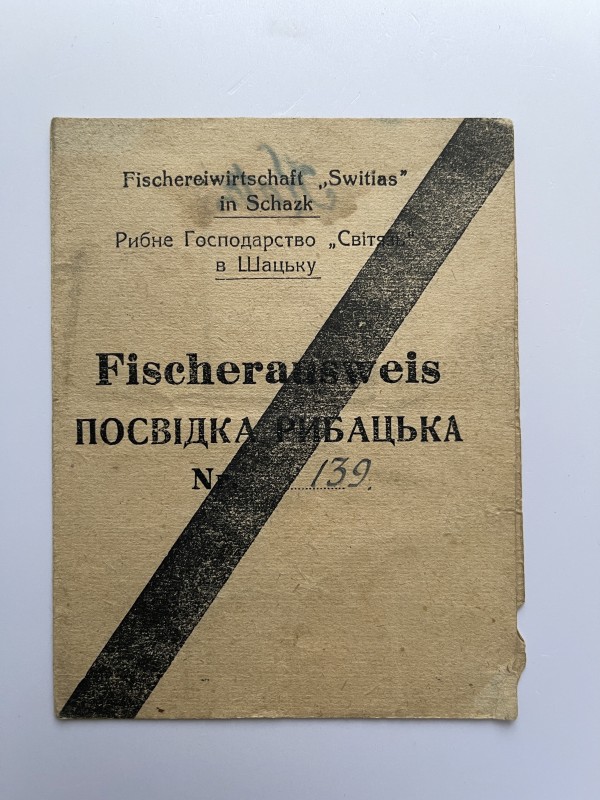 Fischereiwirtschaft „Switias”
in Schazk
Рибне Господарство „Світязь”
в Шацьку
Fischerausweis
ПОСВІДКА РИБАЦЬКА
Nr. 139.